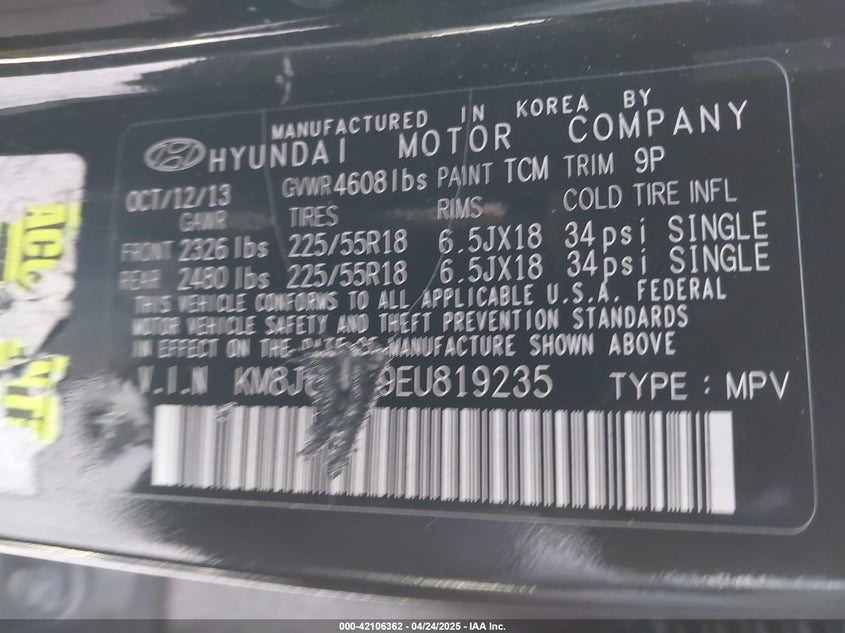 MANUFACTURED IN KOREA BY
HYUNDAI MOTOR COMPANY
OCT/12/13 GVWR 4608 lbs PAINT TCM TRIM 9P
GAWR TIRES RIMS COLD TIRE INFL
FRONT 2326 lbs 225/55R18 6.5JX18 34psi SINGLE
REAR 2480 lbs 225/55R18 6.5JX18 34psi SINGLE
THIS VEHICLE CONFORMS TO ALL APPLICABLE U.S.A. FEDERAL
MOTOR VEHICLE SAFETY AND THEFT PREVENTION STANDARDS
IN EFFECT ON THE DATE OF MANUFACTURE SHOWN ABOVE
V.I.N KM8J 9EU819235 TYPE : MPV
000-42106362 - 04/24/2025 - IAA Inc.